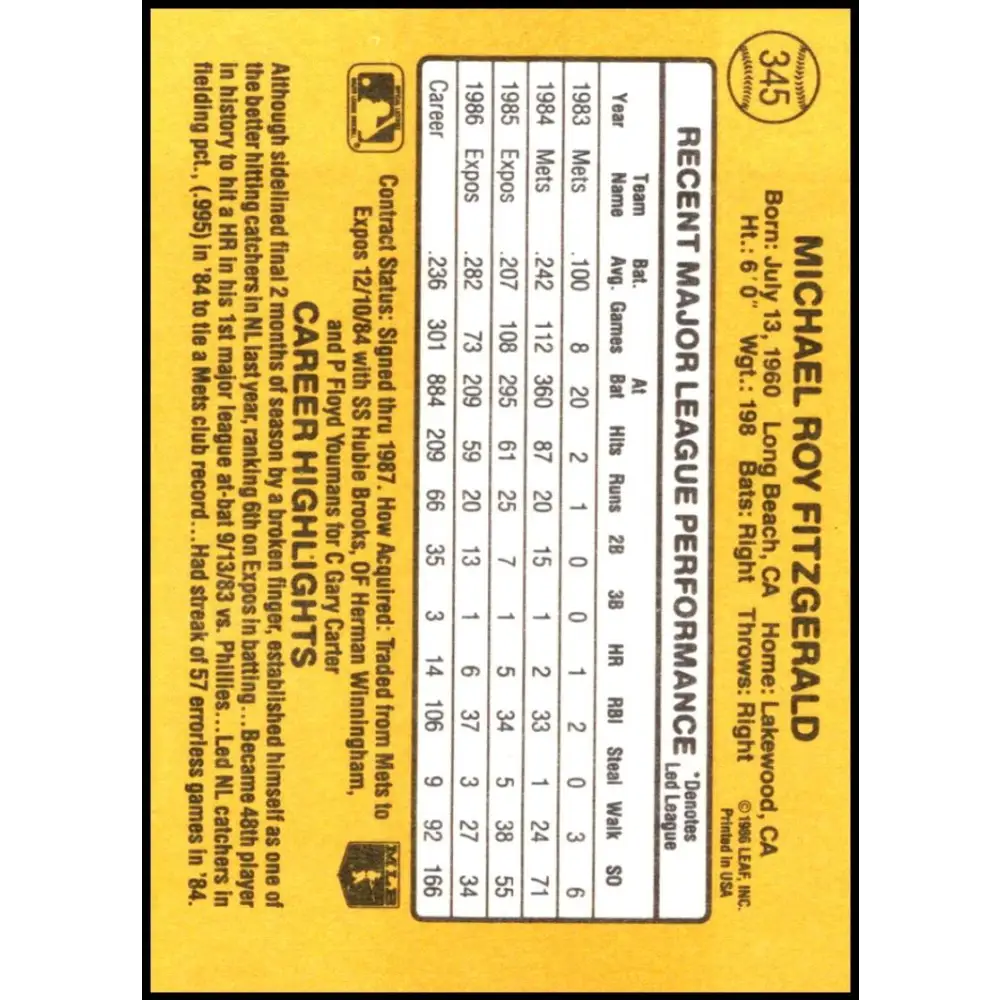 345
MICHAEL ROY FITZGERALD
Born: July 13, 1960 Long Beach, CA Home: Lakewood, CA
Ht.: 6'0" Wgt.: 198 Bats: Right Throws: Right
©1986 LEAF, INC.
Printed in USA
RECENT MAJOR LEAGUE PERFORMANCE *Denotes Led League
Year Team Name Bat. Avg. Games At Bat Hits Runs 2B 3B HR RBI Steal Walk SO
1983 Mets .100 8 20 2 1 0 0 1 2 0 3 6
1984 Mets .242 112 360 87 20 15 1 2 33 1 24 71
1985 Expos .207 108 295 61 25 7 1 5 34 5 38 55
1986 Expos .282 73 209 59 20 13 1 6 37 3 27 34
Career .236 301 884 209 66 35 3 14 106 9 92 166
Contract Status: Signed thru 1987. How Acquired: Traded from Mets to
Expos 12/10/84 with SS Hubie Brooks, OF Herman Winningham,
and P Floyd Youmans for C Gary Carter
MLB
CAREER HIGHLIGHTS
Although sidelined final 2 months of season by a broken finger, established himself as one of
the better hitting catchers in NL last year, ranking 6th on Expos in batting...Became 48th player
in history to hit a HR in his 1st major league at-bat 9/13/83 vs. Phillies...Led NL catchers in
fielding pct., (.995) in '84 to tie a Mets club record...Had streak of 57 errorless games in '84.